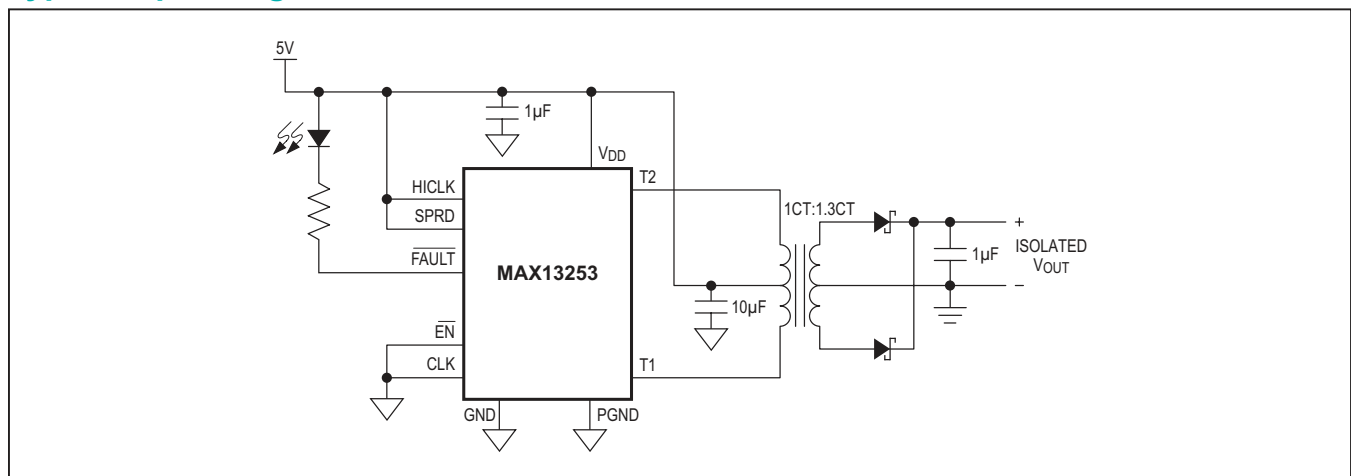 5V
1µF
VDD
HICLK
SPRD
FAULT
EN
CLK
MAX13253
T2
T1
GND
PGND
1CT:1.3CT
10µF
1µF
+
ISOLATED
VOUT
–